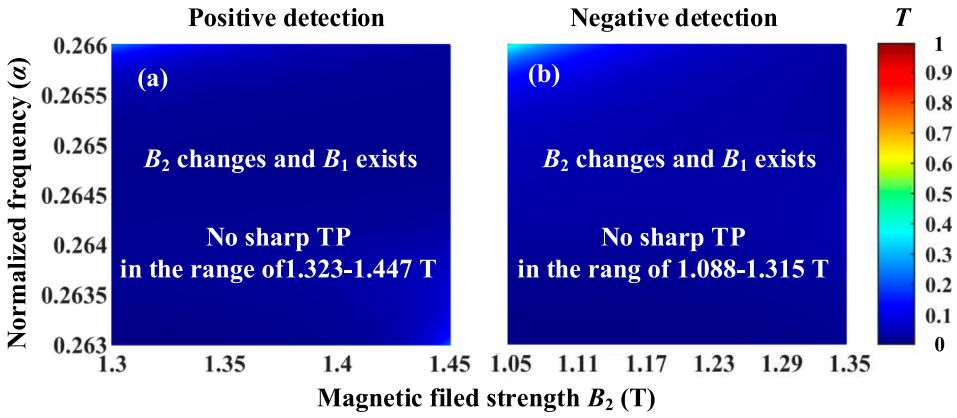 Positive detection
Negative detection
T
Normalized frequency (α)
0.266
0.2655
0.265
0.2645
0.264
0.2635
0.263
(a)
B₂ changes and B₁ exists
No sharp TP
in the range of1.323-1.447 T
1.3
1.35
1.4
1.45
(b)
B₂ changes and B₁ exists
No sharp TP
in the rang of 1.088-1.315 T
1.05
1.11
1.17
1.23
1.29
1.35
1
0.9
0.8
0.7
0.6
0.5
0.4
0.3
0.2
0.1
0
Magnetic filed strength B₂ (T)